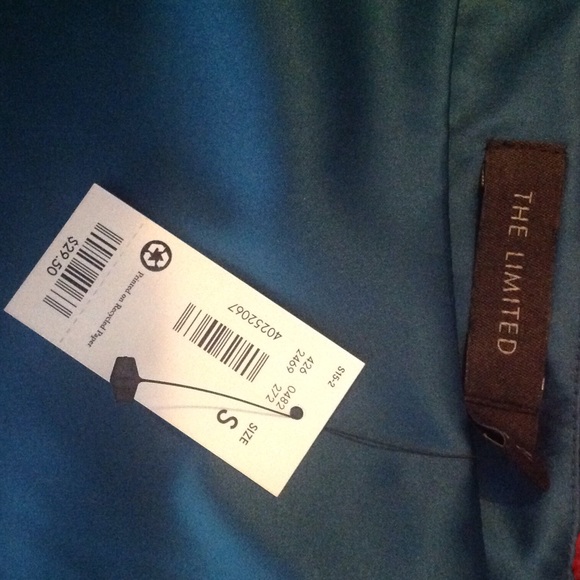 THE LIMITED
S15-2
426 0482
2469 272
SIZE
S
40252067
Printed on Recycled Paper
$29.50